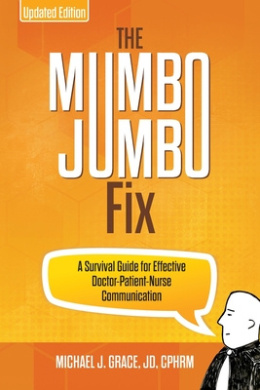 Updated Edition
THE
MUMBO
JUMBO
Fix
A Survival Guide for Effective
Doctor-Patient-Nurse
Communication
MICHAEL J. GRACE, JD, CPHRM